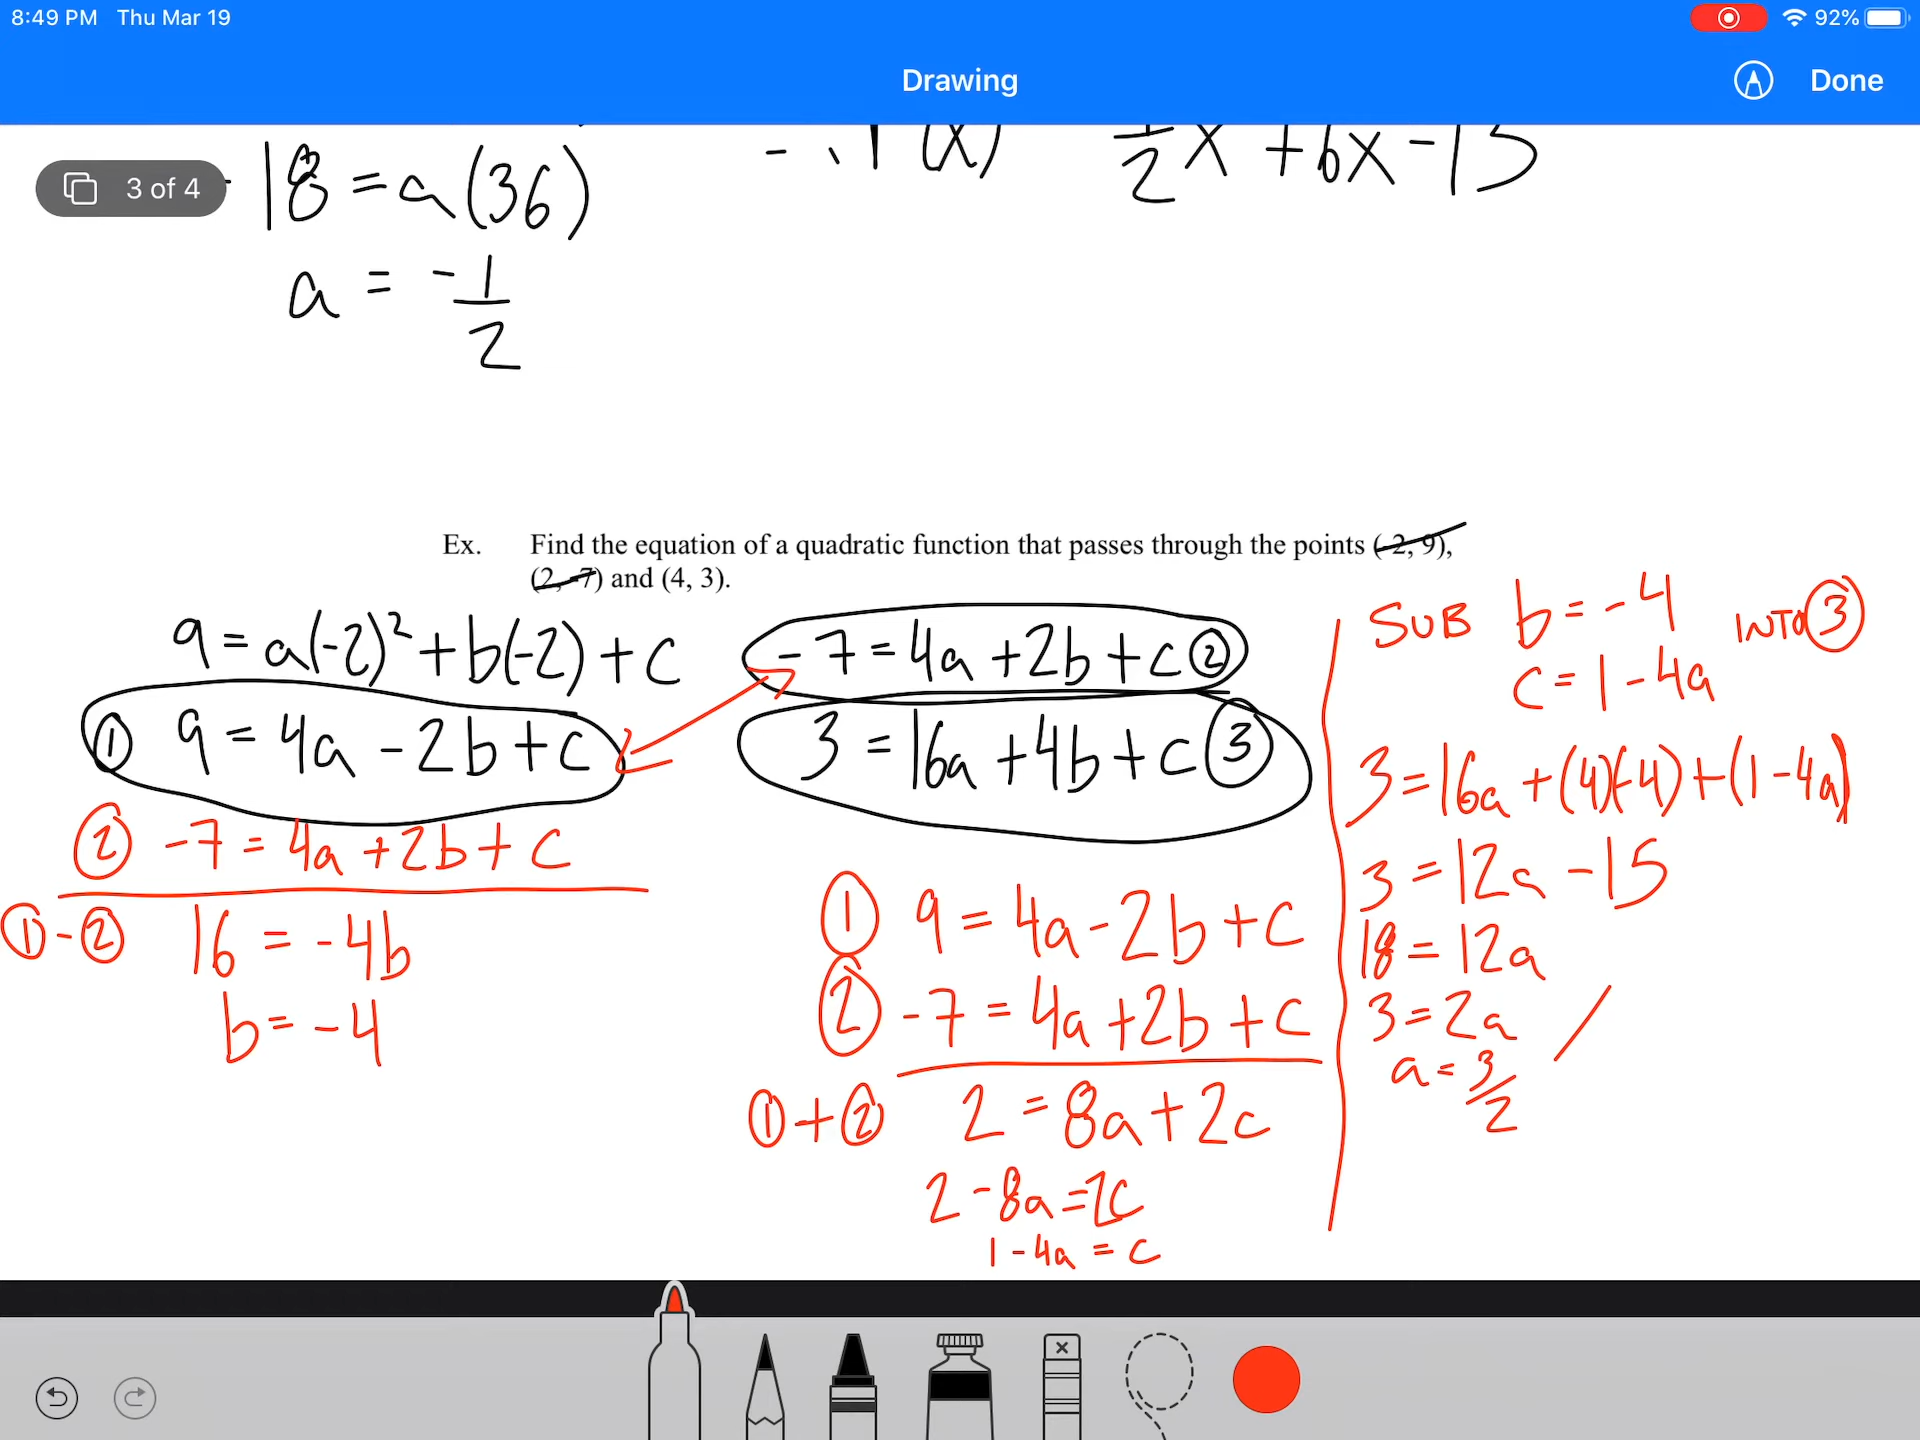 8:49 PM Thu Mar 19
92%
Drawing
Done
3 of 4
-18 = a(36)
a = -1/2
f(x) 1/2 x + 6x - 13
Ex. Find the equation of a quadratic function that passes through the points (-2, 9),
(2, -7) and (4, 3).
9 = a(-2)² + b(-2) + c
① 9 = 4a - 2b + c
② -7 = 4a + 2b + c
①-② 16 = -4b
b = -4
-7 = 4a + 2b + c ②
3 = 16a + 4b + c ③
① 9 = 4a - 2b + c
② -7 = 4a + 2b + c
①+② 2 = 8a + 2c
2 - 8a = 2c
1 - 4a = c
SUB b = -4 INTO ③
c = 1 - 4a
3 = 16a + (4)(-4) + (1 - 4a)
3 = 12a - 15
18 = 12a
3 = 2a
a = 3/2